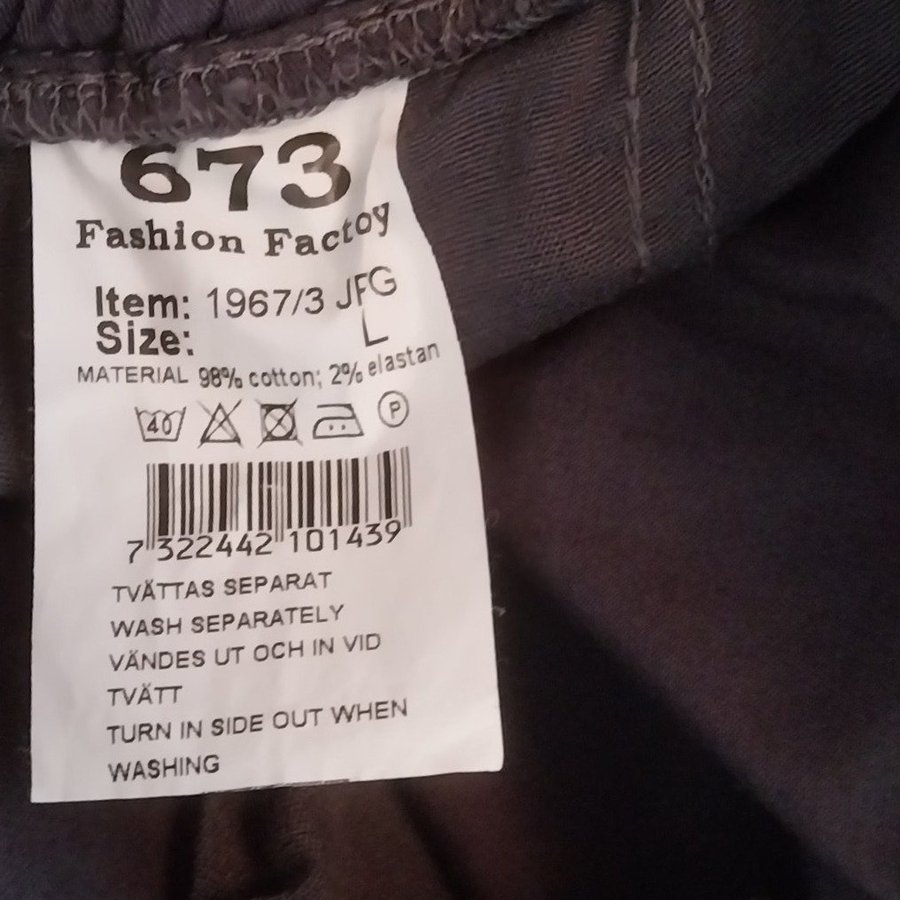 673
Fashion Factoy
Item: 1967/3 JFG
Size: L
MATERIAL 98% cotton; 2% elastan
40 P
7 322442 101439
TVÄTTAS SEPARAT
WASH SEPARATELY
VÄNDES UT OCH IN VID
TVÄTT
TURN IN SIDE OUT WHEN
WASHING